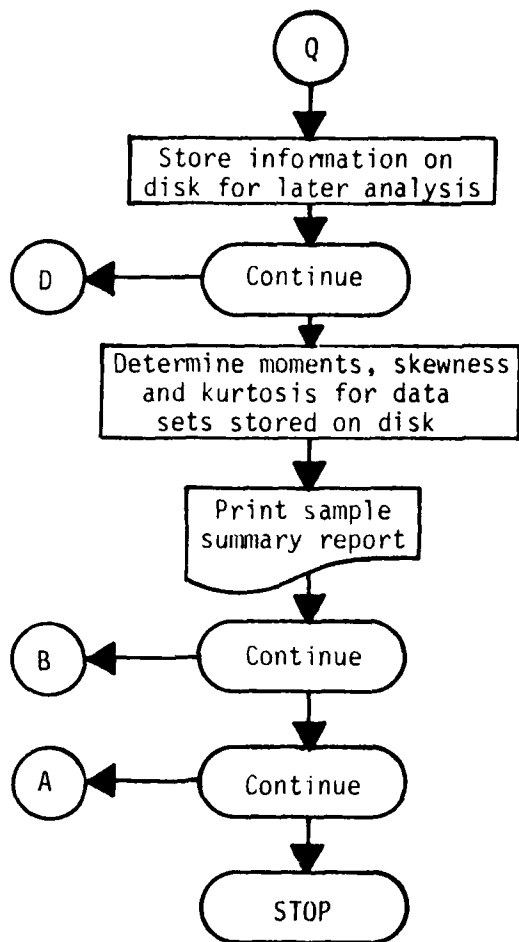 Q
Store information on
disk for later analysis
Continue
D
Determine moments, skewness
and kurtosis for data
sets stored on disk
Print sample
summary report
Continue
B
Continue
A
STOP